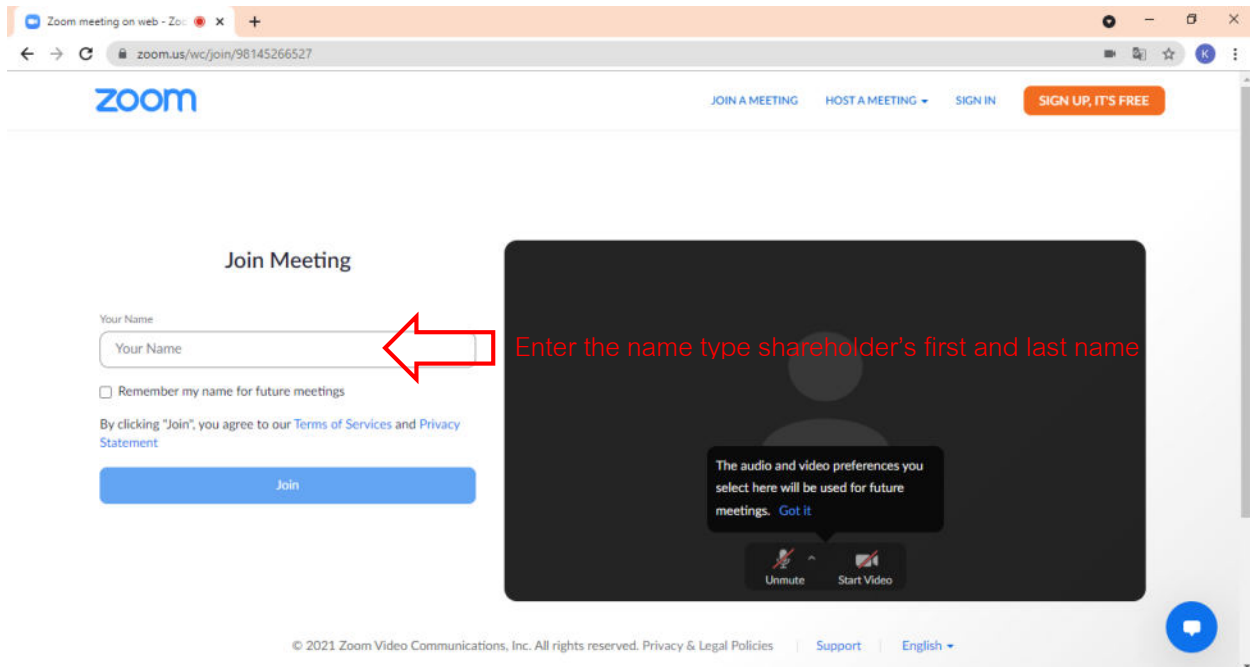 Zoom meeting on web - Zoo
zoom.us/wc/join/98145266527
K
zoom
JOIN A MEETING
HOST A MEETING
SIGN IN
SIGN UP, IT'S FREE
Join Meeting
Your Name
Your Name
Enter the name type shareholder's first and last name
Remember my name for future meetings
By clicking "Join", you agree to our Terms of Services and Privacy
Statement
Join
The audio and video preferences you
select here will be used for future
meetings. Got it
Unmute
Start Video
© 2021 Zoom Video Communications, Inc. All rights reserved. Privacy & Legal Policies
Support
English